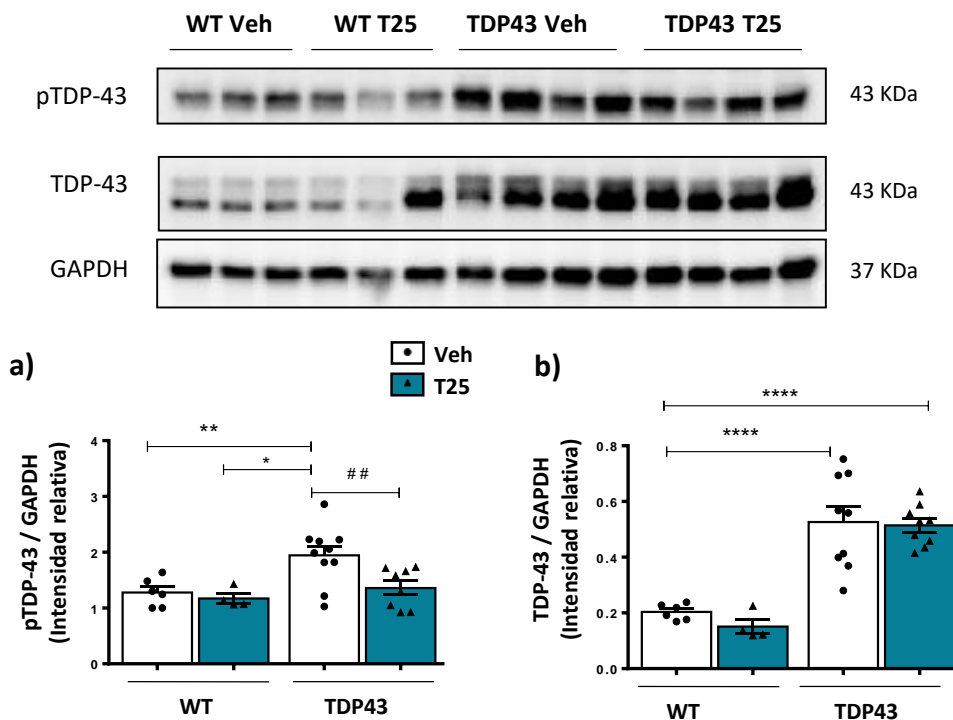 WT Veh WT T25 TDP43 Veh TDP43 T25
pTDP-43 43 KDa
TDP-43 43 KDa
GAPDH 37 KDa
a)
Veh
T25
b)
**
*
##
pTDP-43 / GAPDH
(Intensidad relativa)
4
3
2
1
0
WT TDP43
****
****
TDP-43 / GAPDH
(Intensidad relativa)
0.8
0.6
0.4
0.2
0.0
WT TDP43